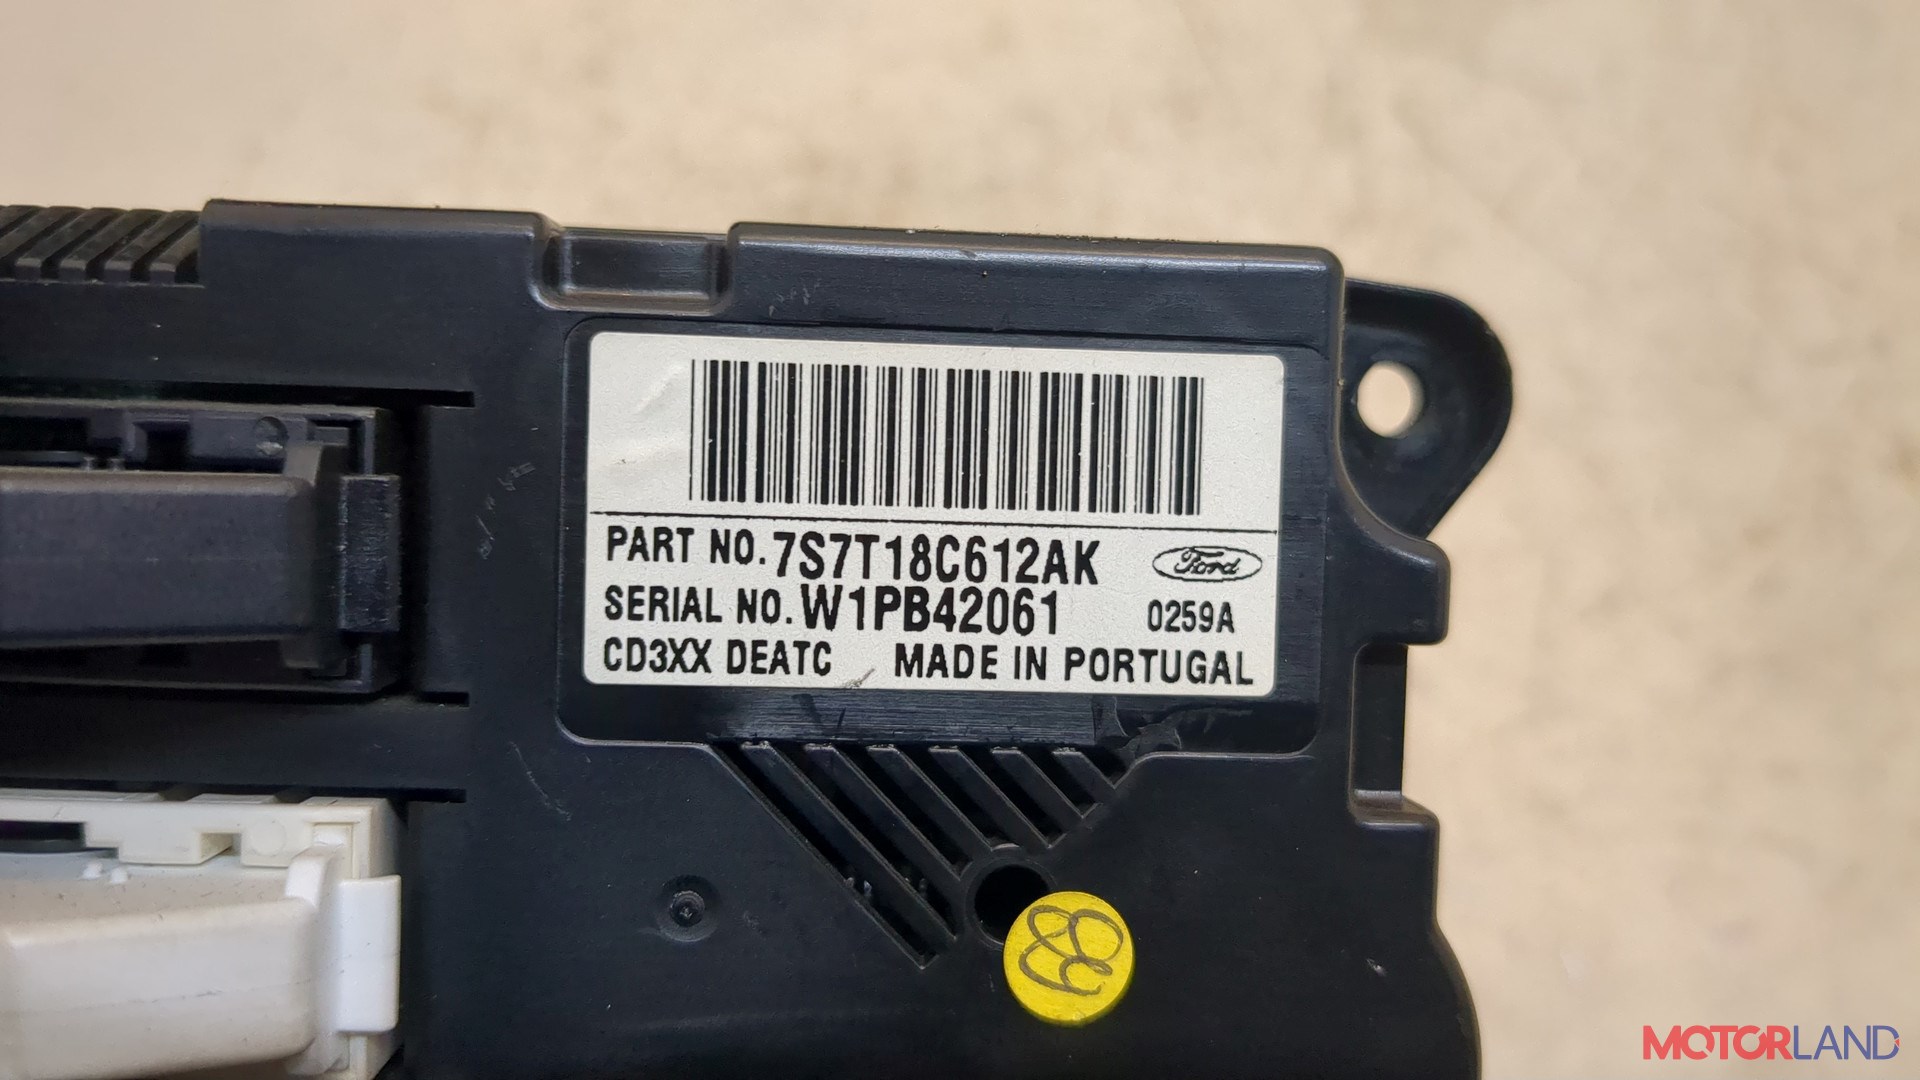 PART NO. 7S7T18C612AK
Ford
SERIAL NO. W1PB42061
0259A
CD3XX DEATC MADE IN PORTUGAL
MOTORLAND